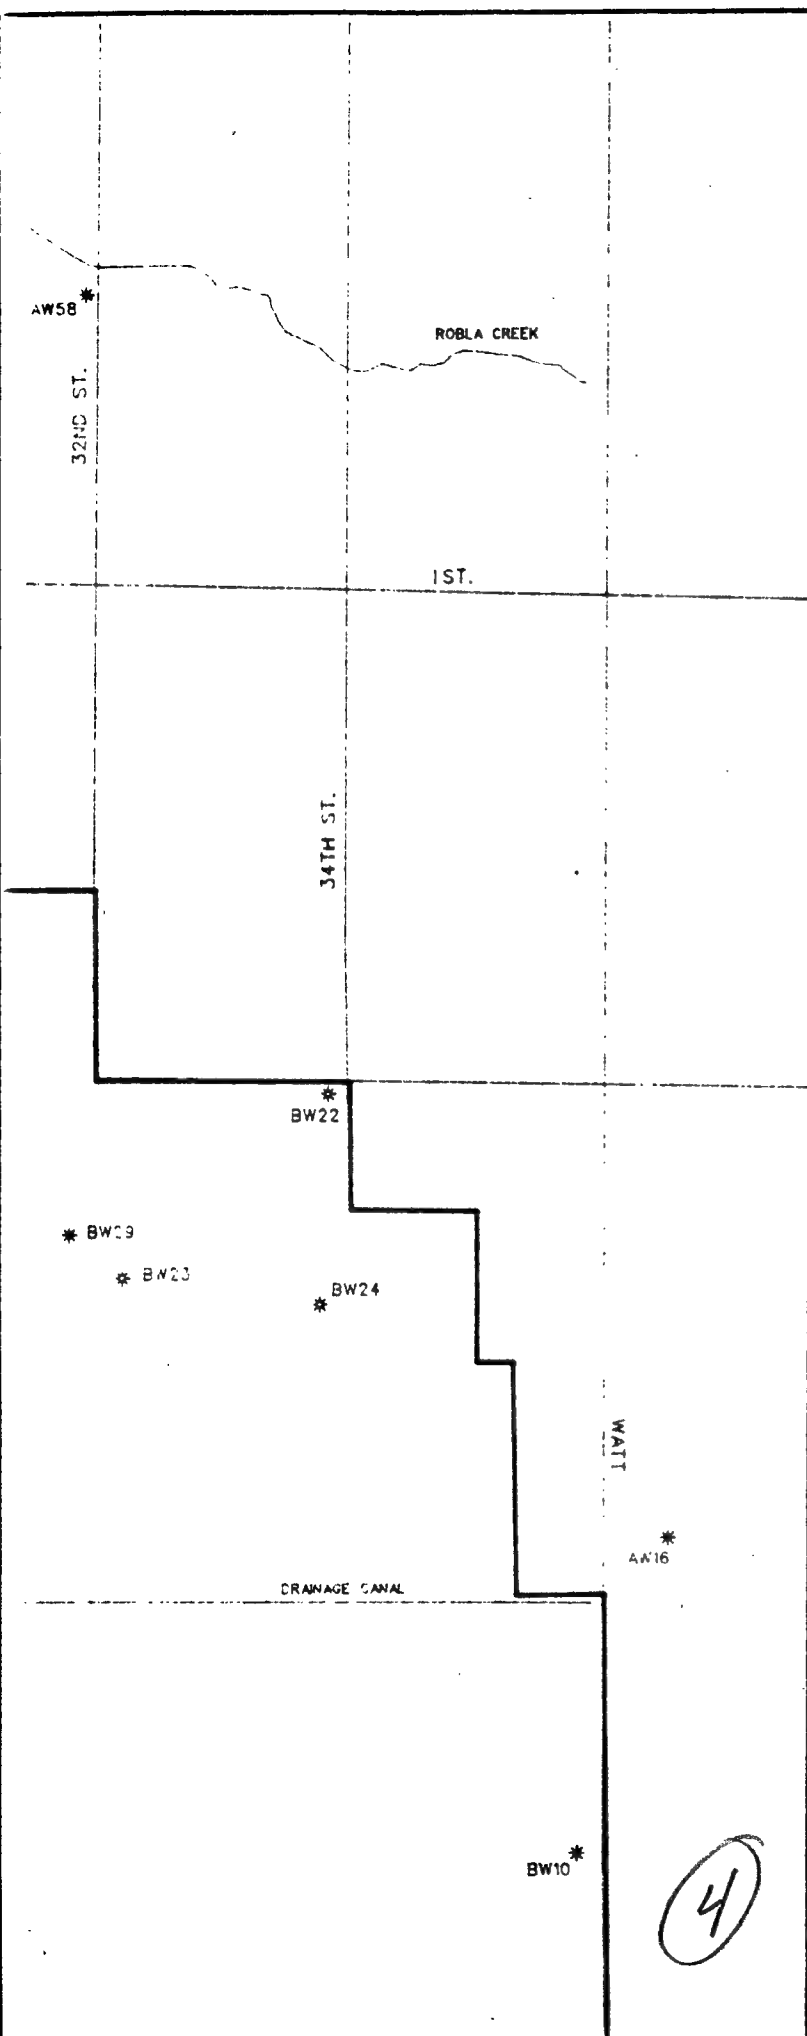 ROBLA CREEK
AW58
32ND ST.
1ST.
34TH ST.
BW22
BW23
BW24
WATT
AW16
DRAINAGE CANAL
BW10
4